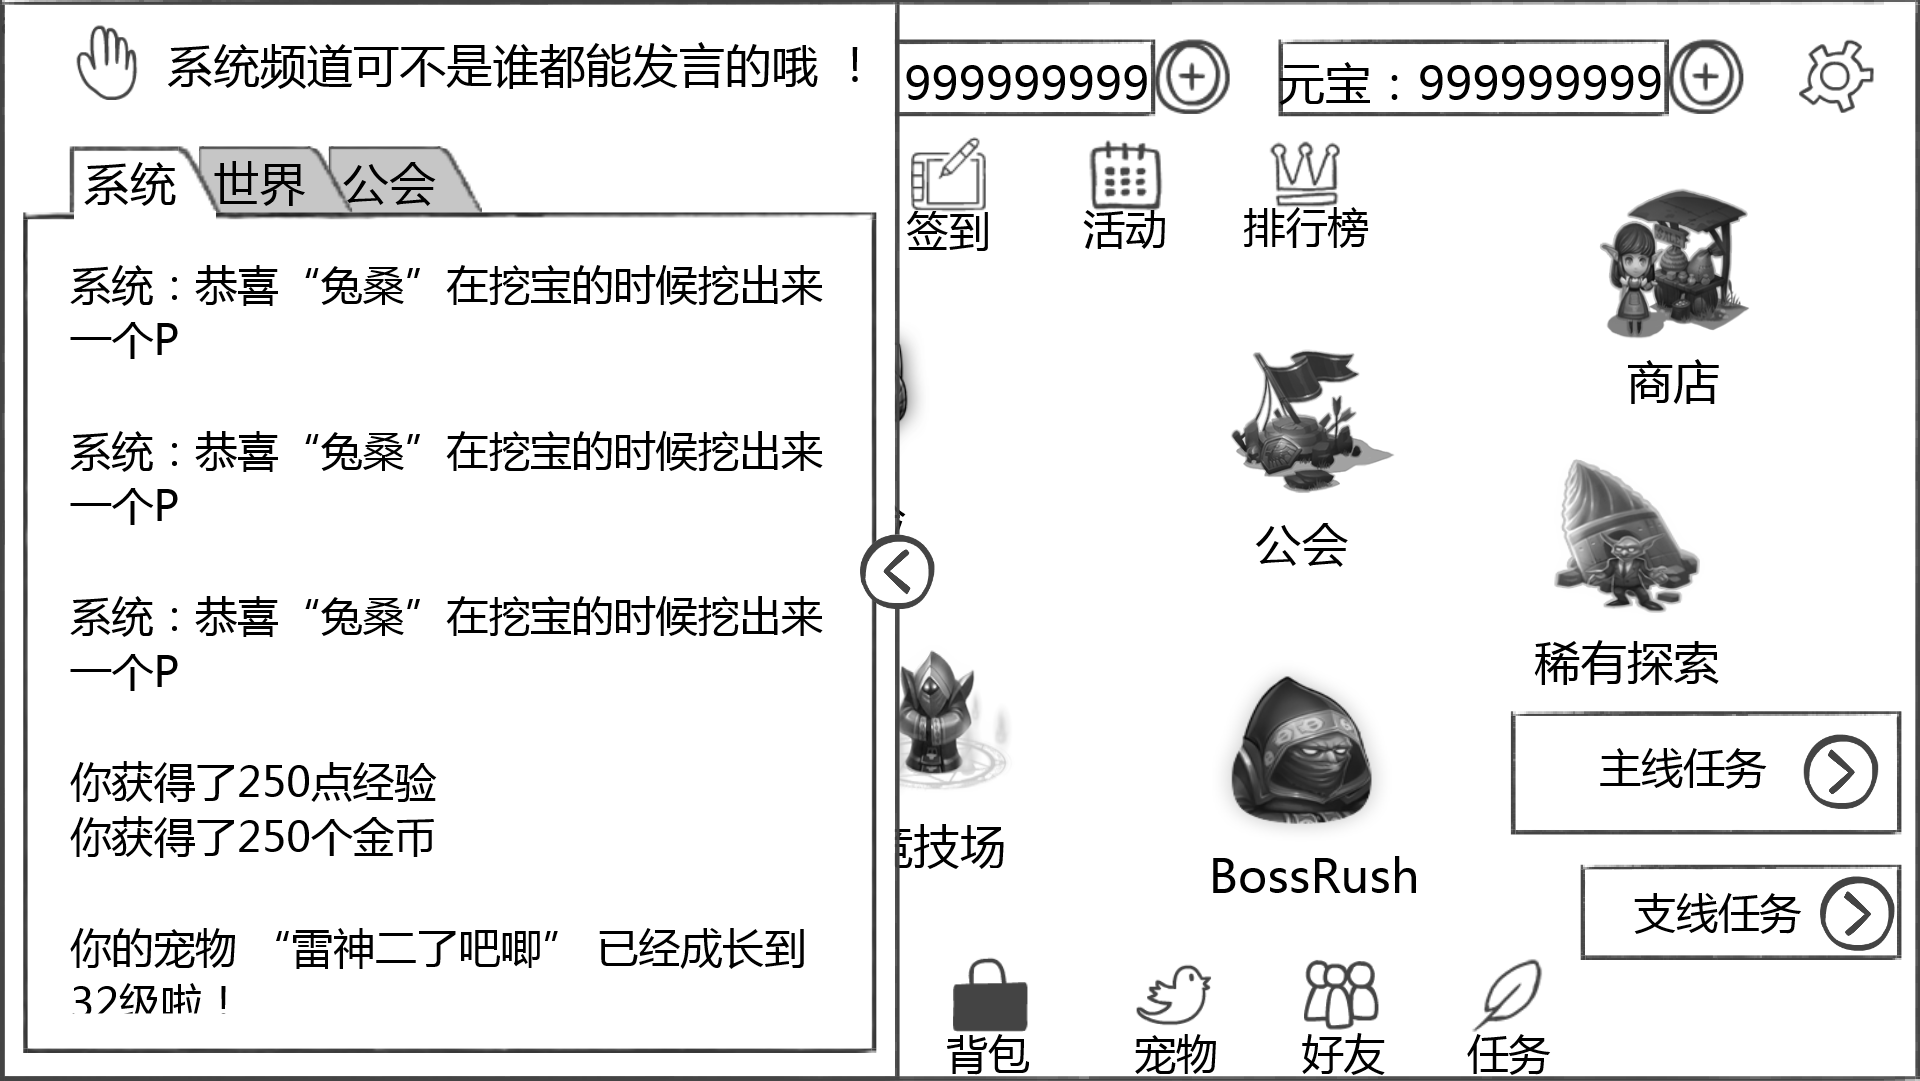 系统频道可不是谁都能发言的哦 ！
系统
世界
公会
系统：恭喜“兔桑”在挖宝的时候挖出来
一个P
系统：恭喜“兔桑”在挖宝的时候挖出来
一个P
系统：恭喜“兔桑”在挖宝的时候挖出来
一个P
你获得了250点经验
你获得了250个金币
你的宠物 “雷神二了吧唧” 已经成长到
32级啦！
999999999
元宝：999999999
签到
活动
排行榜
商店
公会
稀有探索
竞技场
BossRush
主线任务
支线任务
背包
宠物
好友
任务